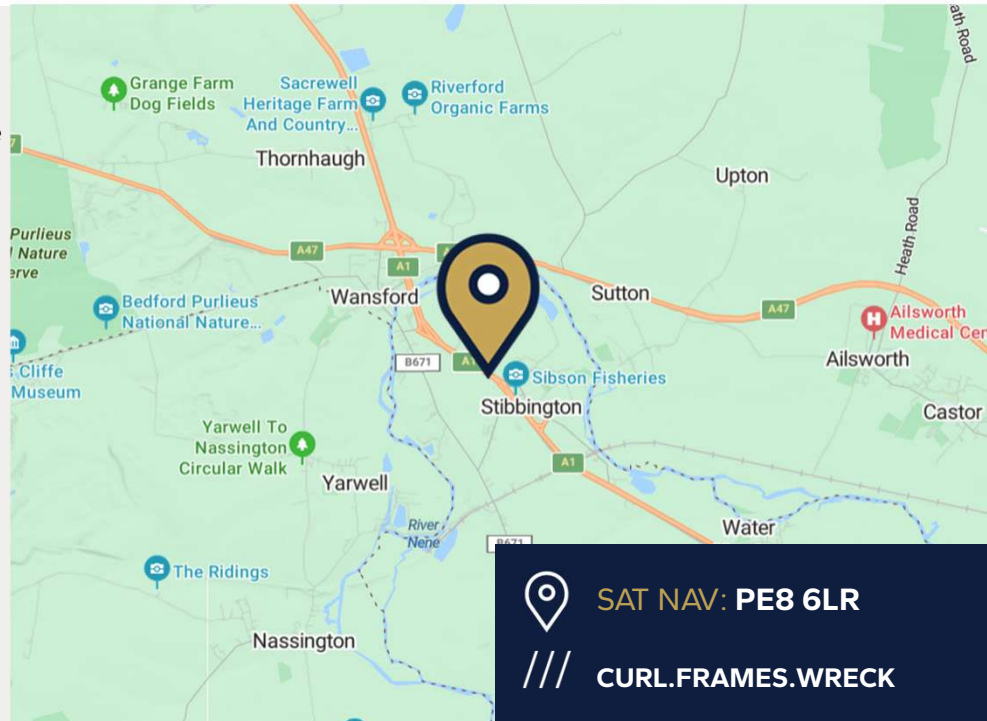 ath Road
Grange Farm
Dog Fields
Sacrewell
Heritage Farm
And Country...
Riverford
Organic Farms
Thornhaugh
Upton
7
Heath Road
Purlieus
Nature
erve
A47
A1
Wansford
Sutton
A47
Bedford Purlieus
National Nature...
Ailsworth
Medical Cen
Ailsworth
Cliffe
Museum
B671
Sibson Fisheries
Stibbington
Castor
Yarwell To
Nassington
Circular Walk
A1
Yarwell
River
Nene
Water
B671
The Ridings
Nassington
SAT NAV: PE8 6LR
/// CURL.FRAMES.WRECK